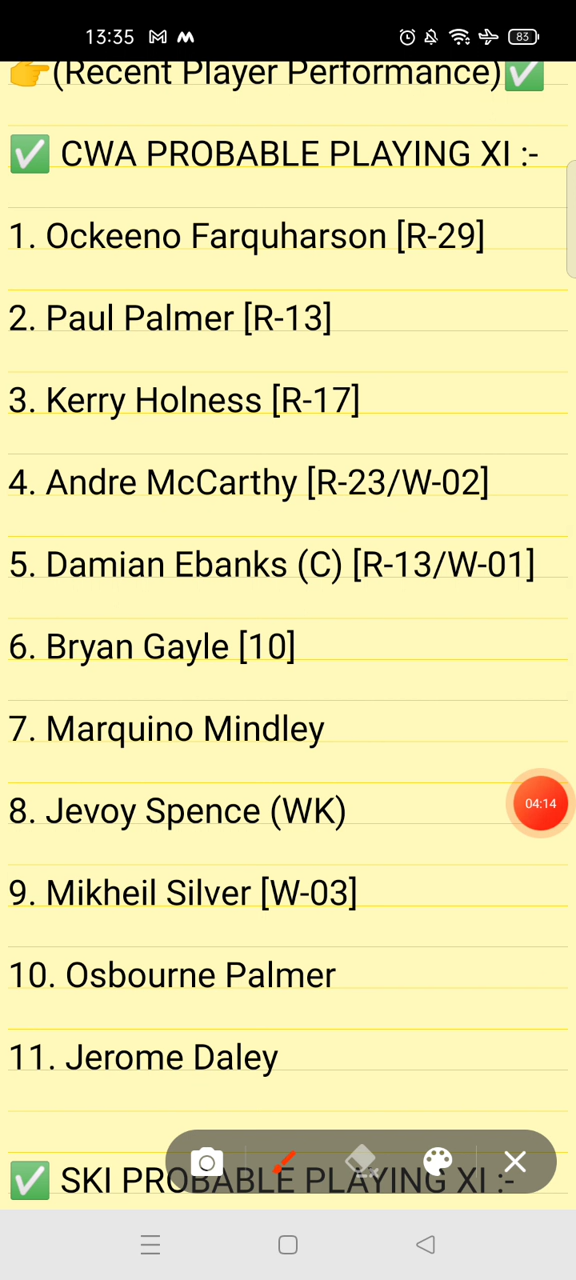 13:35
83
👉(Recent Player Performance)✅
✅ CWA PROBABLE PLAYING XI :-
1. Ockeeno Farquharson [R-29]
2. Paul Palmer [R-13]
3. Kerry Holness [R-17]
4. Andre McCarthy [R-23/W-02]
5. Damian Ebanks (C) [R-13/W-01]
6. Bryan Gayle [10]
7. Marquino Mindley
04:14
8. Jevoy Spence (WK)
9. Mikheil Silver [W-03]
10. Osbourne Palmer
11. Jerome Daley
✅ SKI PROBABLE PLAYING XI :-